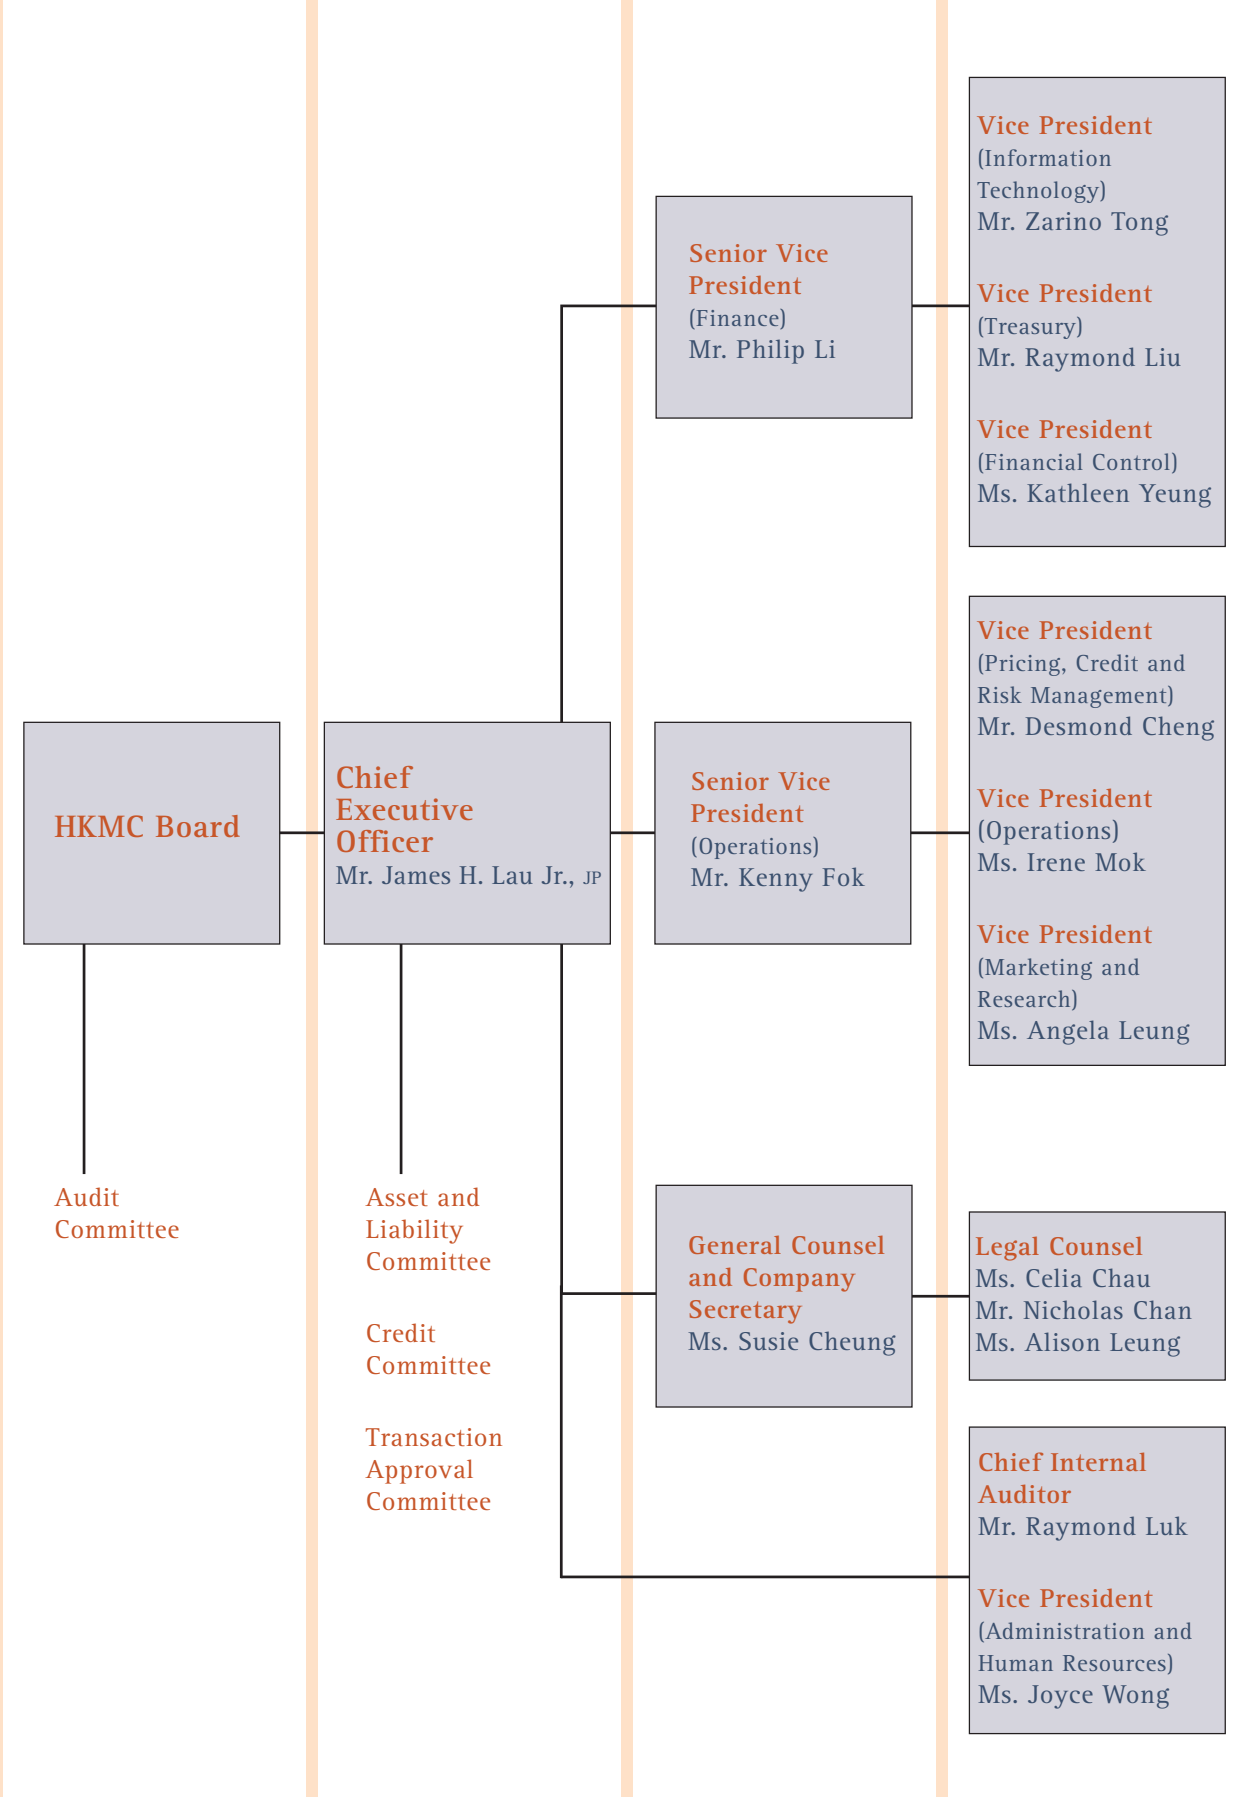 HKMC Board
Audit
Committee
Chief
Executive
Officer
Mr. James H. Lau Jr., JP
Asset and
Liability
Committee
Credit
Committee
Transaction
Approval
Committee
Senior Vice
President
(Finance)
Mr. Philip Li
Vice President
(Information
Technology)
Mr. Zarino Tong
Vice President
(Treasury)
Mr. Raymond Liu
Vice President
(Financial Control)
Ms. Kathleen Yeung
Senior Vice
President
(Operations)
Mr. Kenny Fok
Vice President
(Pricing, Credit and
Risk Management)
Mr. Desmond Cheng
Vice President
(Operations)
Ms. Irene Mok
Vice President
(Marketing and
Research)
Ms. Angela Leung
General Counsel
and Company
Secretary
Ms. Susie Cheung
Legal Counsel
Ms. Celia Chau
Mr. Nicholas Chan
Ms. Alison Leung
Chief Internal
Auditor
Mr. Raymond Luk
Vice President
(Administration and
Human Resources)
Ms. Joyce Wong